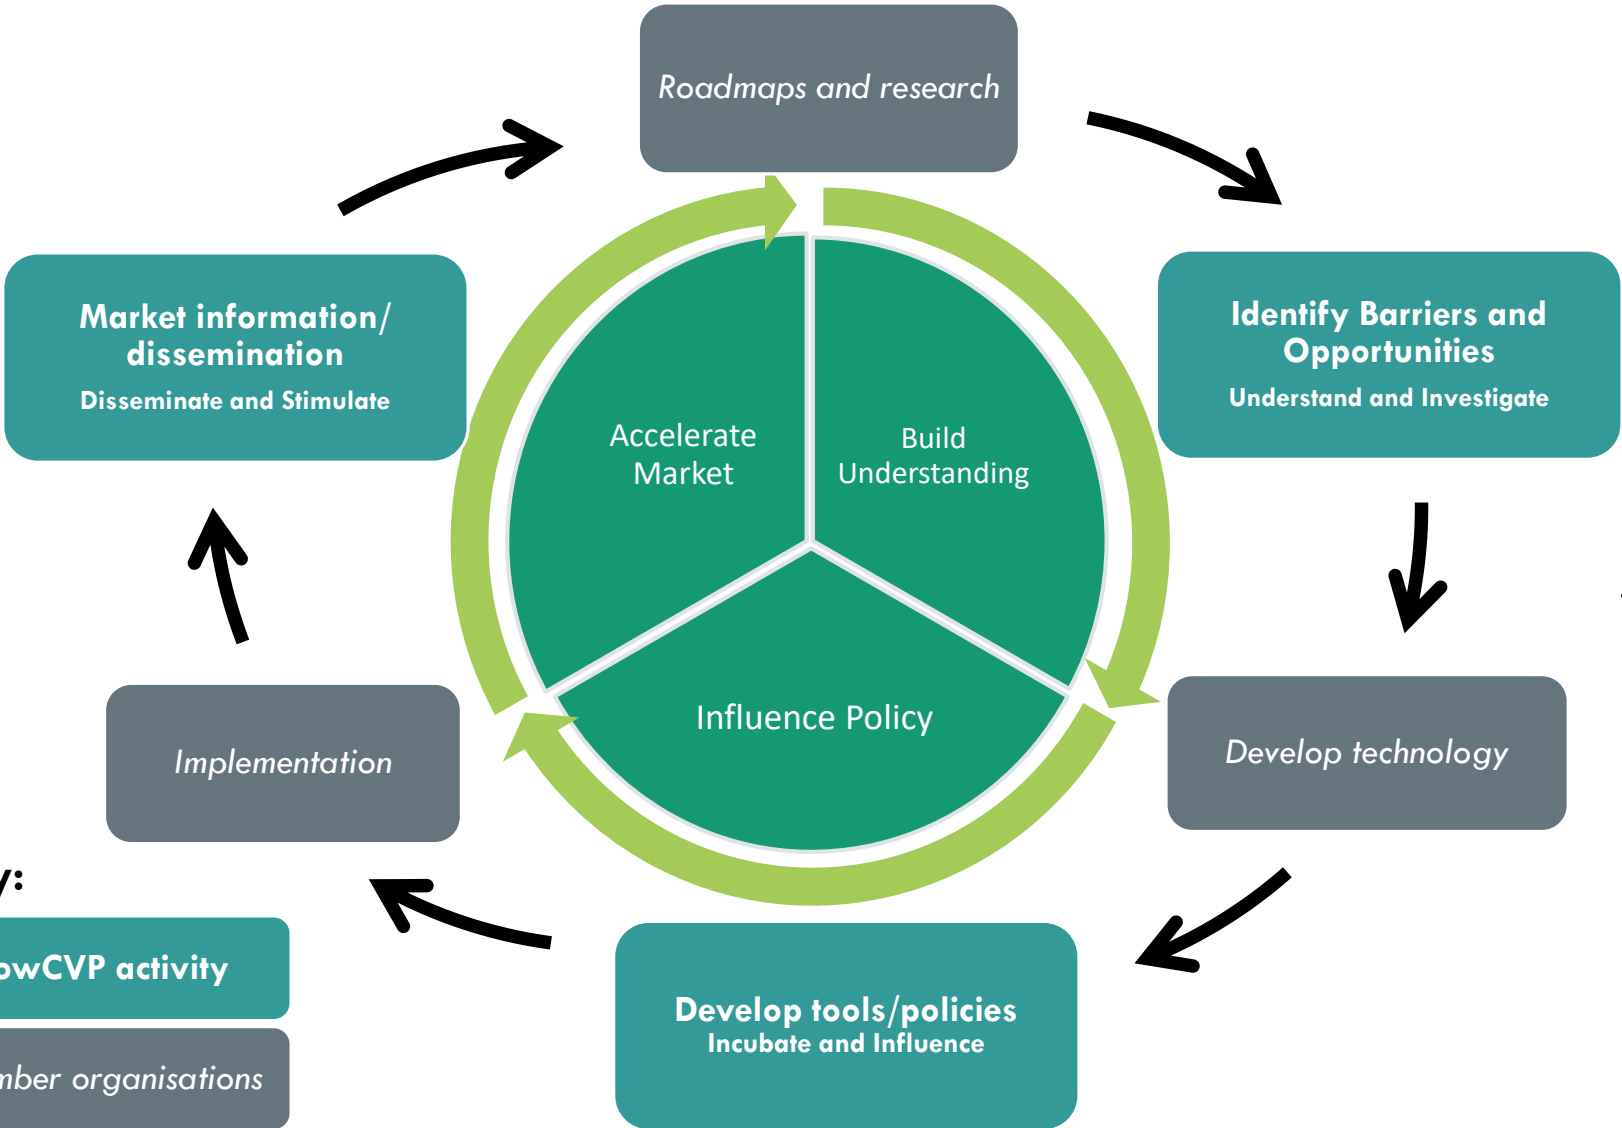 Roadmaps and research
Market information/
dissemination
Disseminate and Stimulate
Identify Barriers and
Opportunities
Understand and Investigate
Accelerate
Market
Build
Understanding
Influence Policy
Implementation
Develop technology
Develop tools/policies
Incubate and Influence
y:
owCVP activity
mber organisations